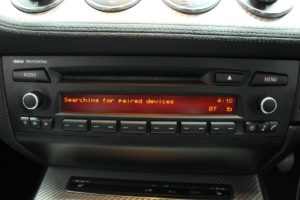 BMW PROFESSIONAL
AUDIO
MENU
Searching for paired devices
4:10
BT